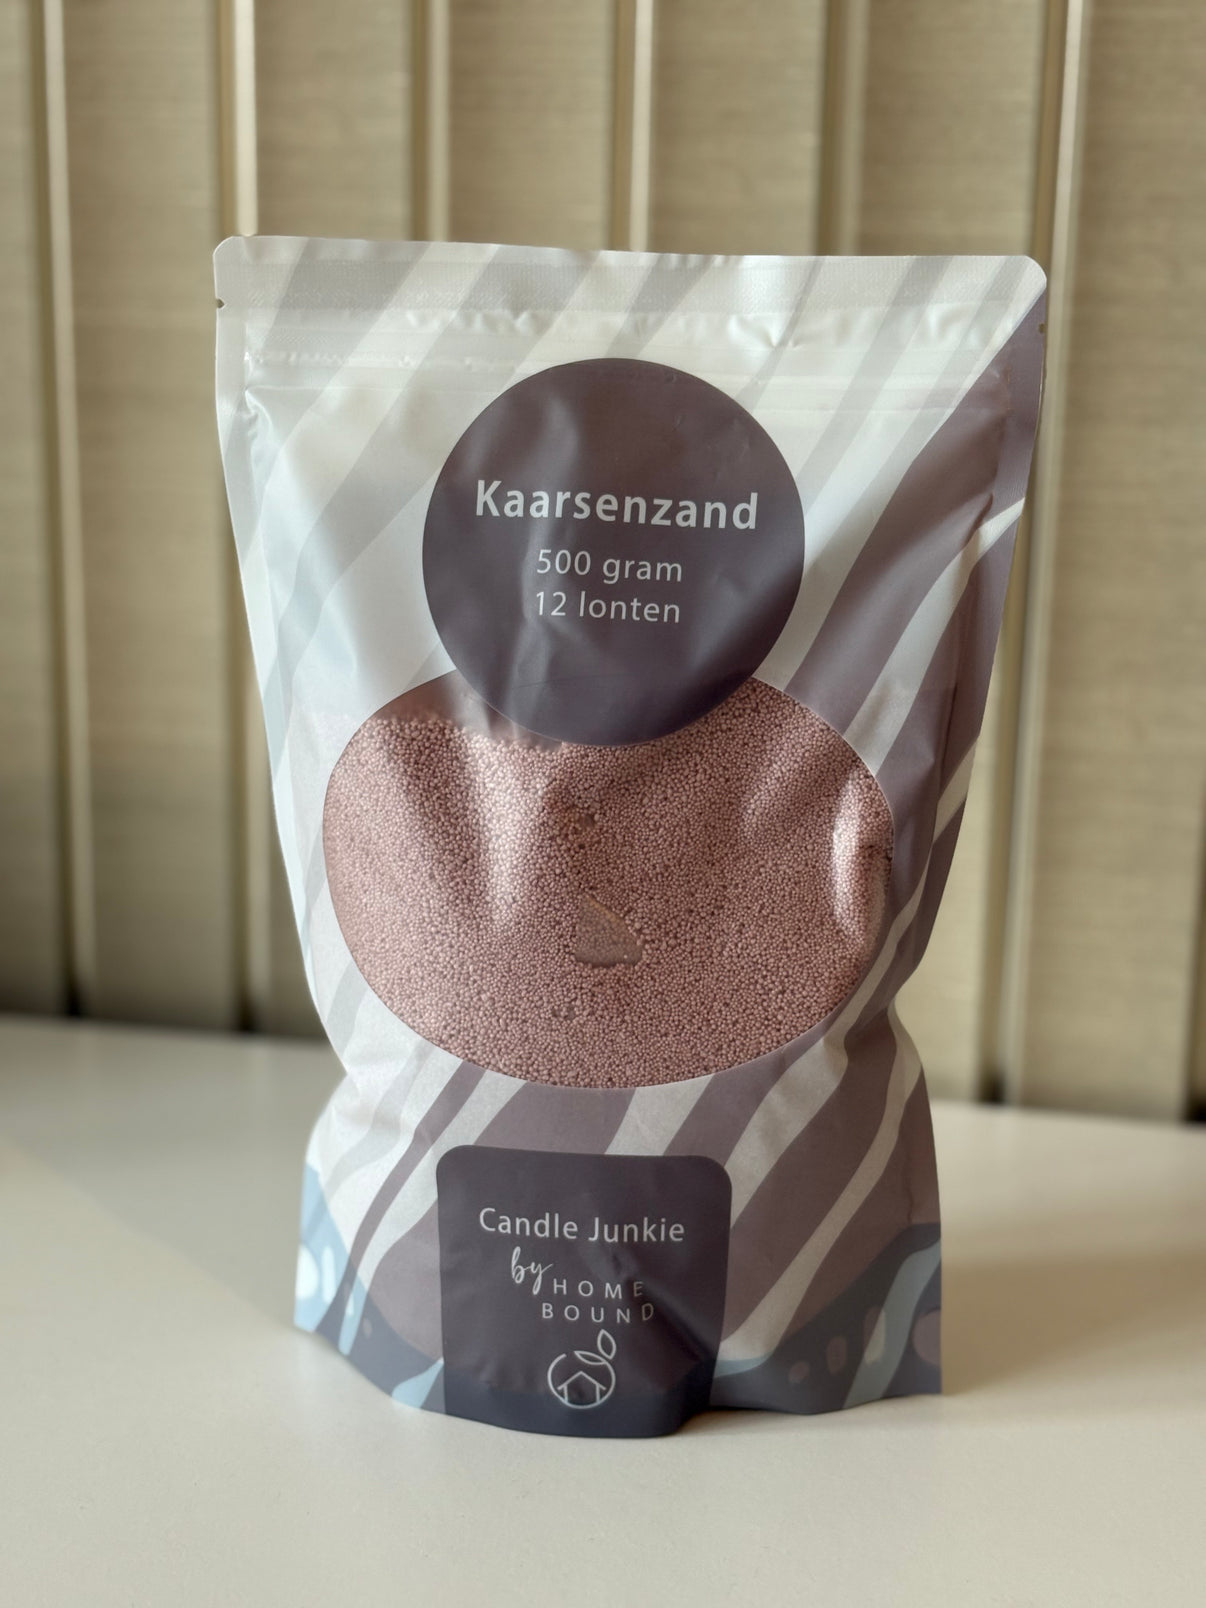 Kaarsenzand
500 gram
12 lonten
Candle Junkie
by HOME
BOUND